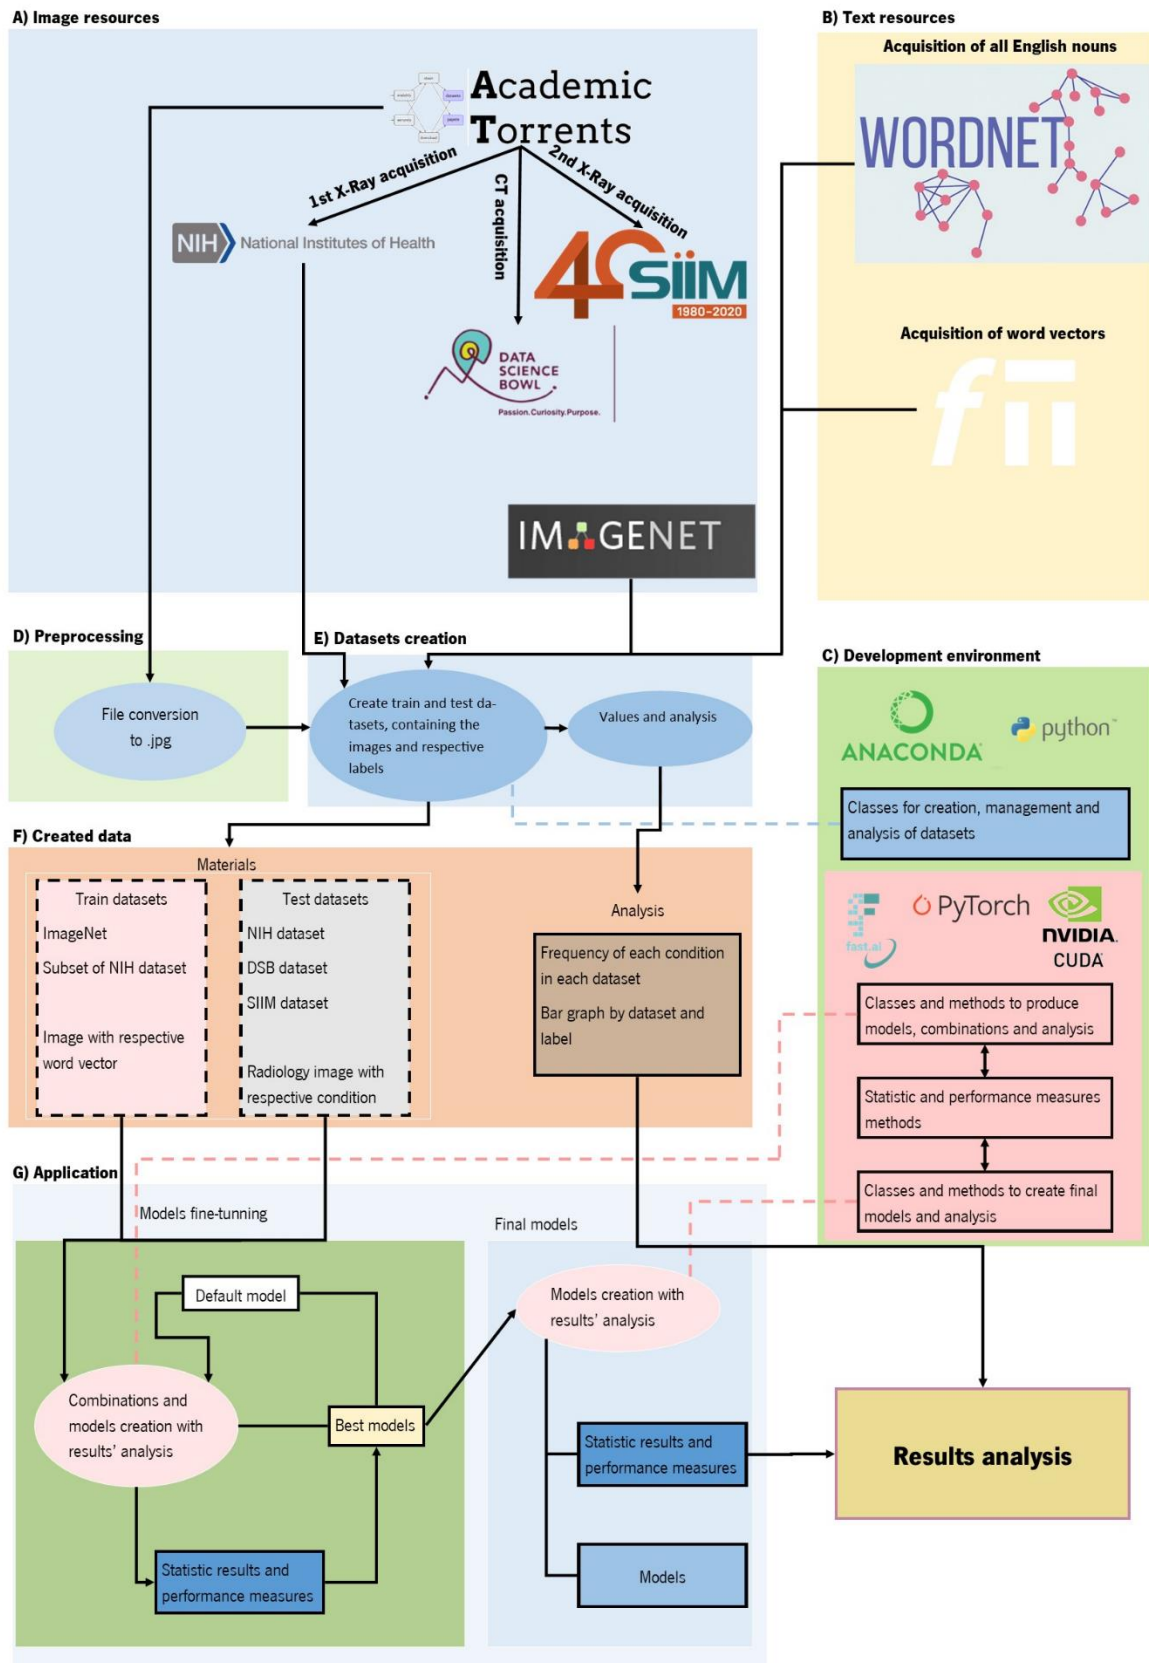 A) Image resources
Academic
Torrents
1st X-Ray acquisition
CT acquisition
2nd X-Ray acquisition
NIH National Institutes of Health
40 SIIM
1980-2020
DATA
SCIENCE
BOWL
Passion.Curiosity.Purpose.
IMAGENET
B) Text resources
Acquisition of all English nouns
WORDNET
Acquisition of word vectors
D) Preprocessing
File conversion
to .jpg
E) Datasets creation
Create train and test da-
tasets, containing the
images and respective
labels
Values and analysis
C) Development environment
ANACONDA
python™
Classes for creation, management and
analysis of datasets
fast.ai
PyTorch
NVIDIA.
CUDA
Classes and methods to produce
models, combinations and analysis
Statistic and performance measures
methods
Classes and methods to create final
models and analysis
F) Created data
Materials
Train datasets
ImageNet
Subset of NIH dataset
Image with respective
word vector
Test datasets
NIH dataset
DSB dataset
SIIM dataset
Radiology image with
respective condition
Analysis
Frequency of each condition
in each dataset
Bar graph by dataset and
label
G) Application
Models fine-tunning
Default model
Combinations and
models creation with
results' analysis
Best models
Statistic results and
performance measures
Final models
Models creation with
results' analysis
Statistic results and
performance measures
Models
Results analysis